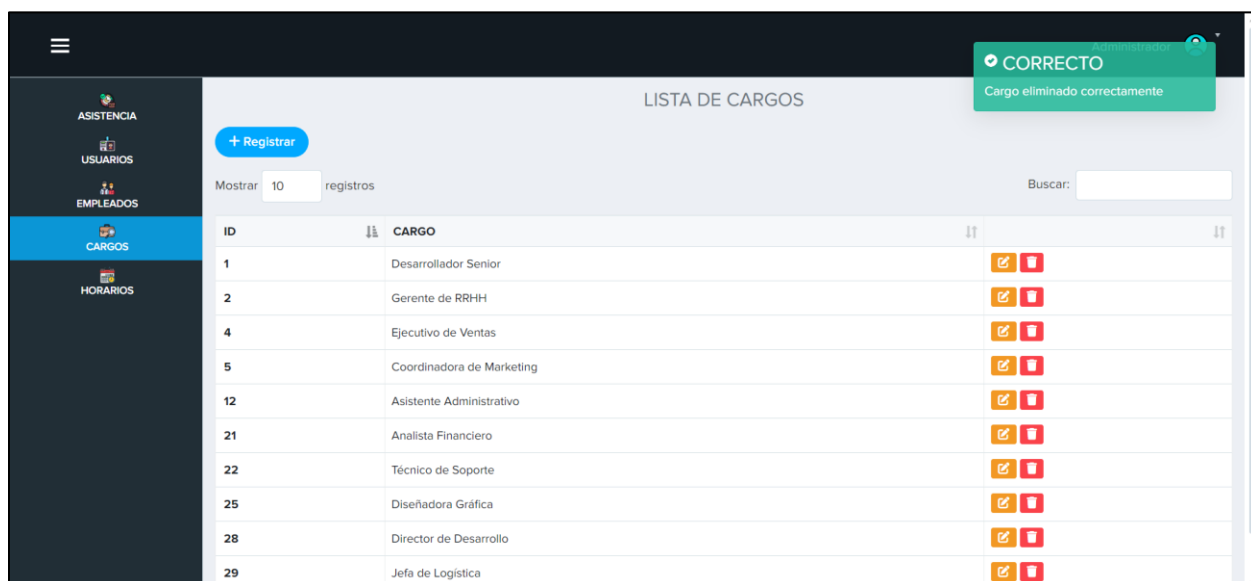 Administrador
CORRECTO
Cargo eliminado correctamente
ASISTENCIA
USUARIOS
EMPLEADOS
CARGOS
HORARIOS
LISTA DE CARGOS
+ Registrar
Mostrar 10 registros
Buscar:
ID CARGO
1 Desarrollador Senior
2 Gerente de RRHH
4 Ejecutivo de Ventas
5 Coordinadora de Marketing
12 Asistente Administrativo
21 Analista Financiero
22 Técnico de Soporte
25 Diseñadora Gráfica
28 Director de Desarrollo
29 Jefa de Logística